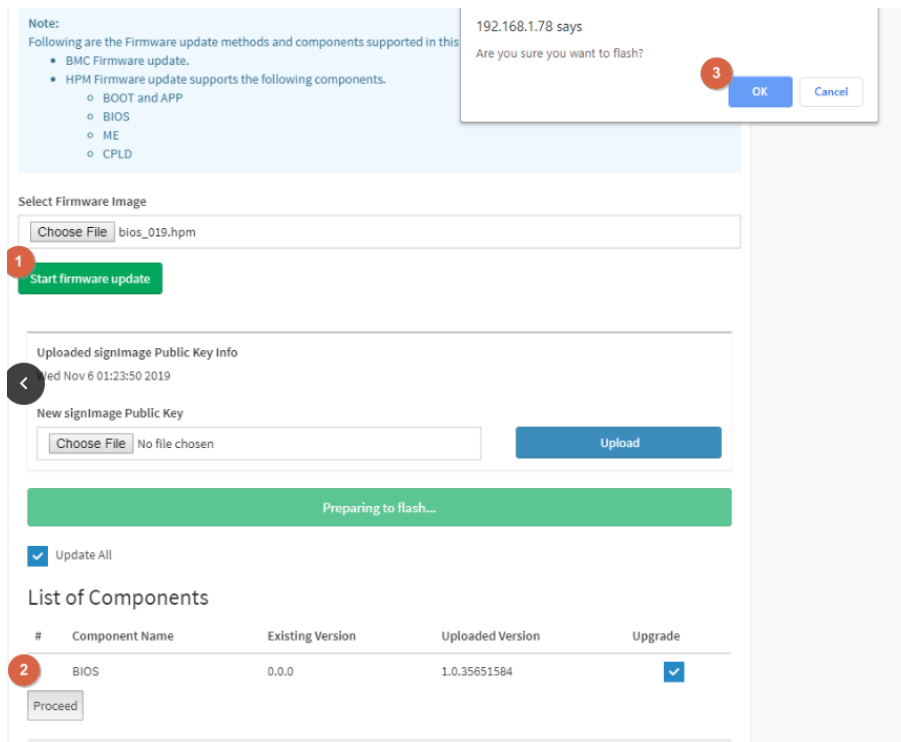 Note:
Following are the Firmware update methods and components supported in this
BMC Firmware update.
HPM Firmware update supports the following components.
BOOT and APP
BIOS
ME
CPLD
192.168.1.78 says
Are you sure you want to flash?
3
OK Cancel
Select Firmware Image
Choose File bios_019.hpm
1
Start firmware update
Uploaded signImage Public Key Info
Wed Nov 6 01:23:50 2019
New signImage Public Key
Choose File No file chosen Upload
Preparing to flash...
Update All
List of Components
# Component Name Existing Version Uploaded Version Upgrade
2 BIOS 0.0.0 1.0.35651584
Proceed